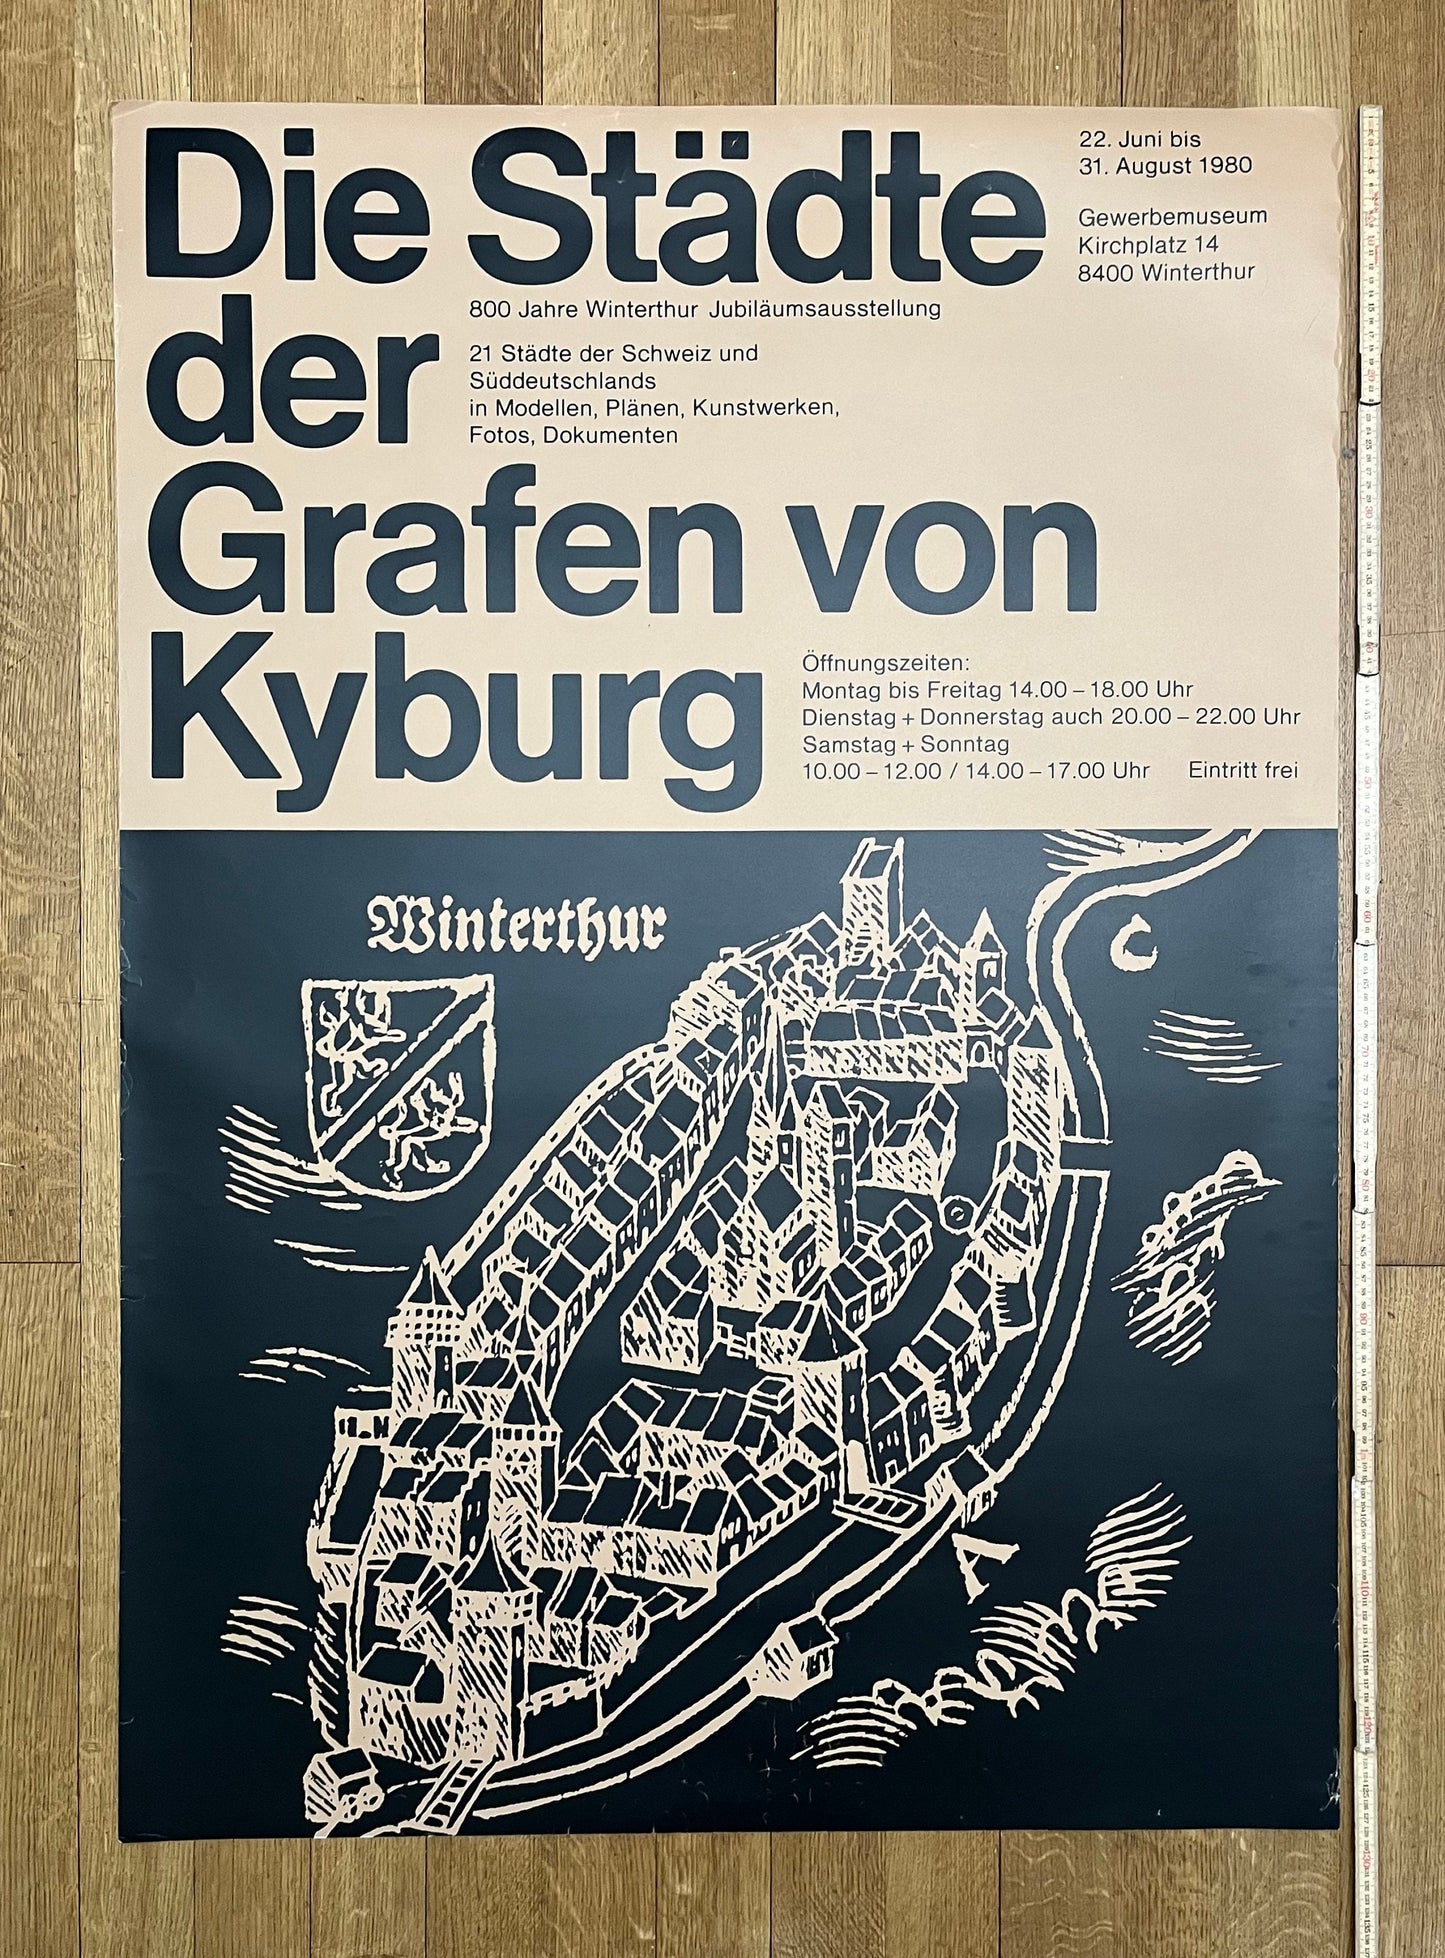 Die Städte
22. Juni bis
31. August 1980
Gewerbemuseum
Kirchplatz 14
8400 Winterthur
der
800 Jahre Winterthur Jubiläumsausstellung
21 Städte der Schweiz und
Süddeutschlands
in Modellen, Plänen, Kunstwerken,
Fotos, Dokumenten
Grafen von
Kyburg
Öffnungszeiten:
Montag bis Freitag 14.00 – 18.00 Uhr
Dienstag + Donnerstag auch 20.00 – 22.00 Uhr
Samstag + Sonntag
10.00 – 12.00 / 14.00 – 17.00 Uhr Eintritt frei
Winterthur
C
A